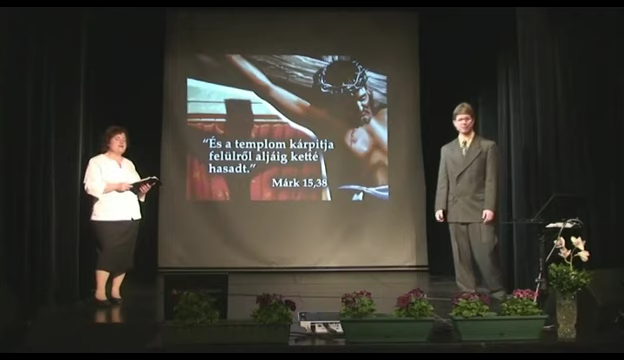 “És a templom kárpitja
felülről aljáig ketté
hasadt.”
Márk 15,38